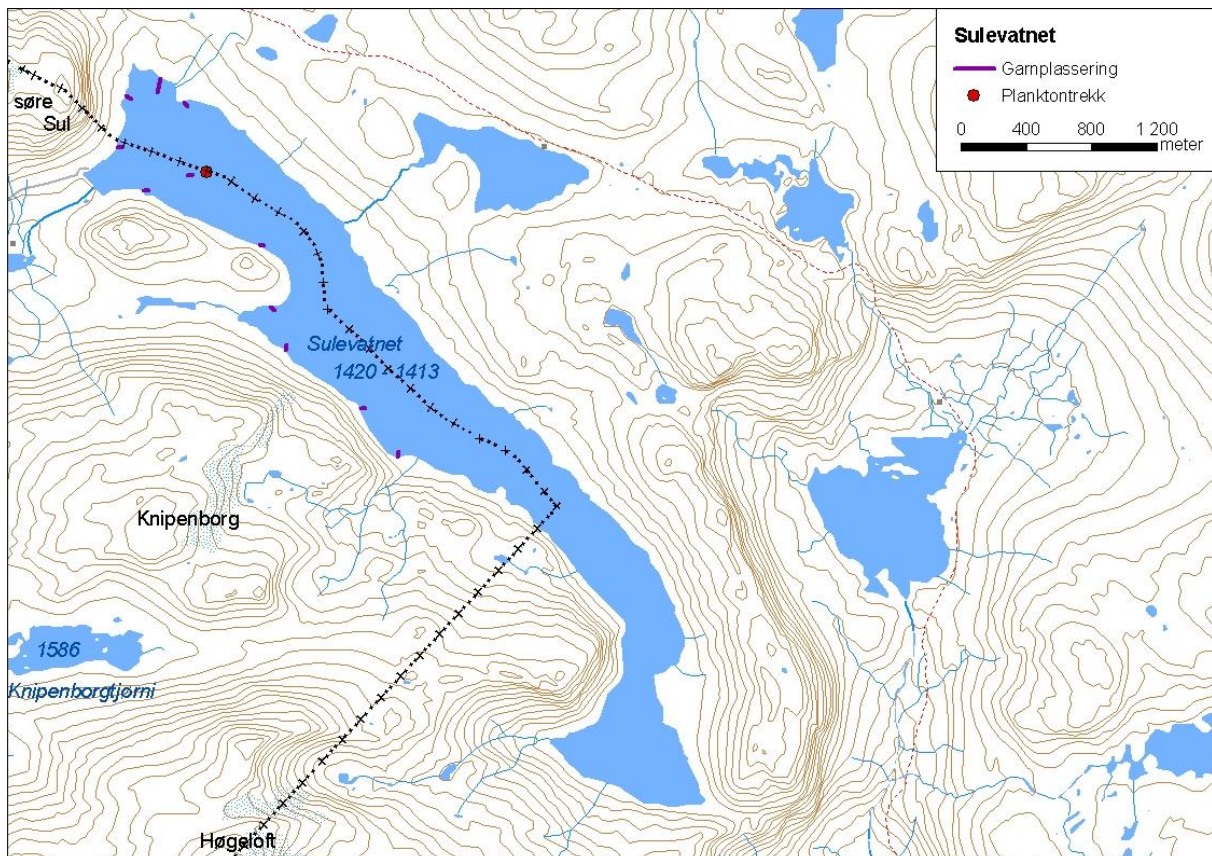 Sulevatnet
Garnplassering
Planktontrekk
0 400 800 1 200
meter
søre
Sul
Sulevatnet
1420 - 1413
Knipenborg
1586
Knipenborgtjørni
Høgeloft